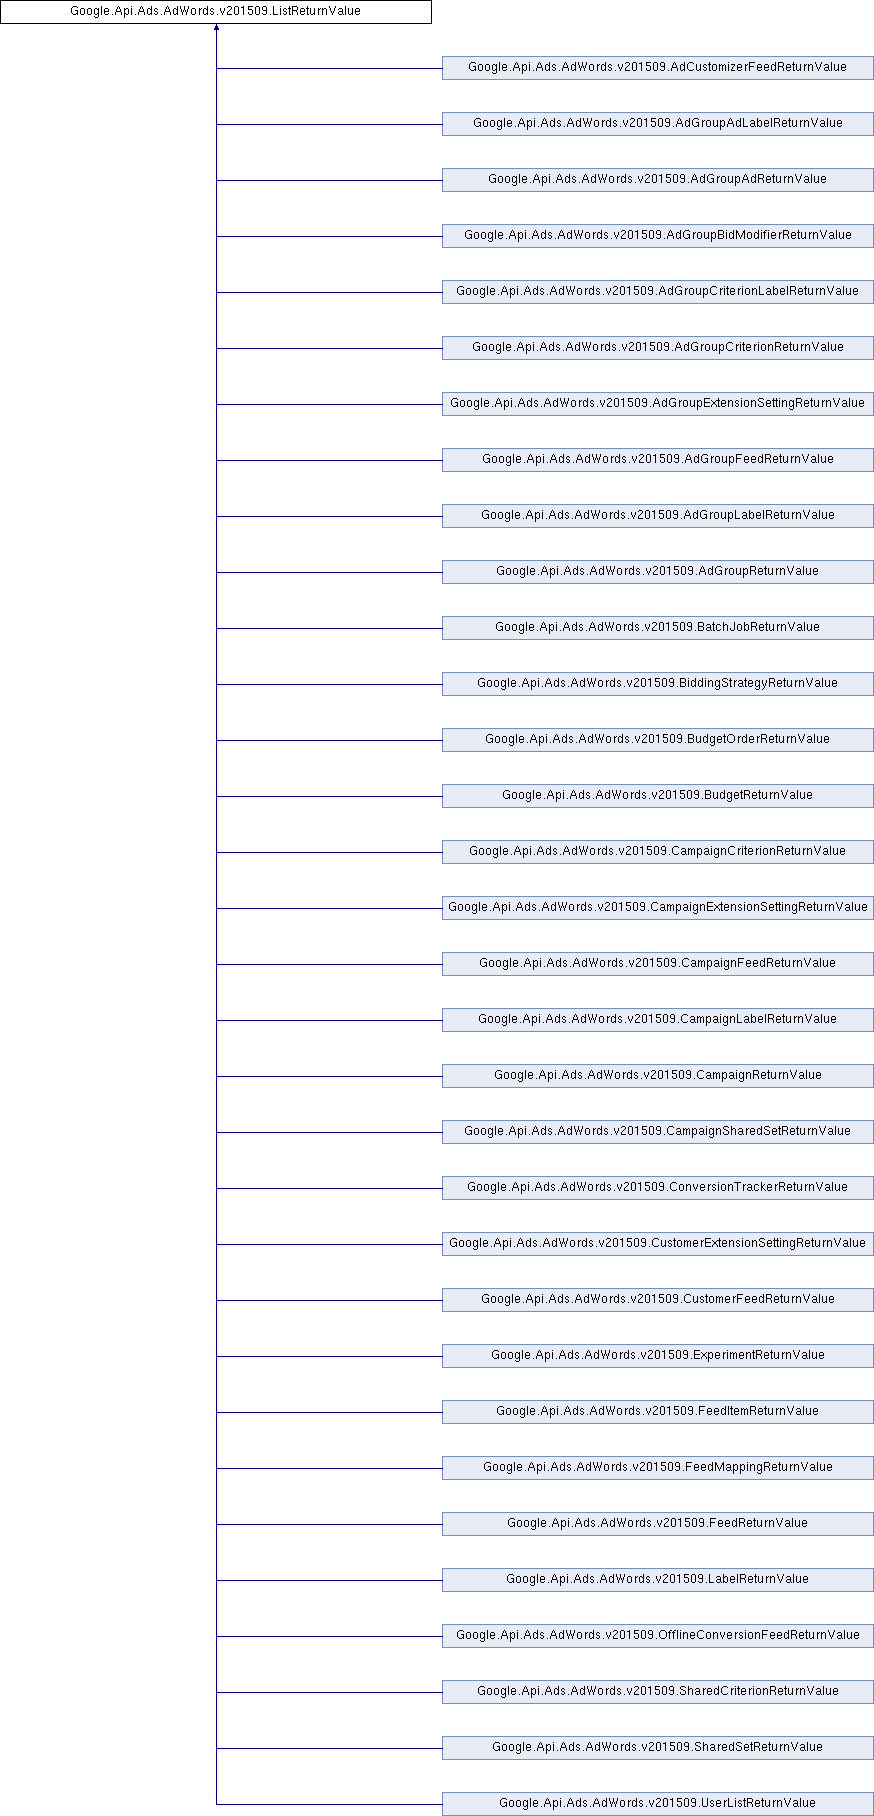 Google.Api.Ads.AdWords.v201509.ListReturnValue
Google.Api.Ads.AdWords.v201509.AdCustomizerFeedReturnValue
Google.Api.Ads.AdWords.v201509.AdGroupAdLabelReturnValue
Google.Api.Ads.AdWords.v201509.AdGroupAdReturnValue
Google.Api.Ads.AdWords.v201509.AdGroupBidModifierReturnValue
Google.Api.Ads.AdWords.v201509.AdGroupCriterionLabelReturnValue
Google.Api.Ads.AdWords.v201509.AdGroupCriterionReturnValue
Google.Api.Ads.AdWords.v201509.AdGroupExtensionSettingReturnValue
Google.Api.Ads.AdWords.v201509.AdGroupFeedReturnValue
Google.Api.Ads.AdWords.v201509.AdGroupLabelReturnValue
Google.Api.Ads.AdWords.v201509.AdGroupReturnValue
Google.Api.Ads.AdWords.v201509.BatchJobReturnValue
Google.Api.Ads.AdWords.v201509.BiddingStrategyReturnValue
Google.Api.Ads.AdWords.v201509.BudgetOrderReturnValue
Google.Api.Ads.AdWords.v201509.BudgetReturnValue
Google.Api.Ads.AdWords.v201509.CampaignCriterionReturnValue
Google.Api.Ads.AdWords.v201509.CampaignExtensionSettingReturnValue
Google.Api.Ads.AdWords.v201509.CampaignFeedReturnValue
Google.Api.Ads.AdWords.v201509.CampaignLabelReturnValue
Google.Api.Ads.AdWords.v201509.CampaignReturnValue
Google.Api.Ads.AdWords.v201509.CampaignSharedSetReturnValue
Google.Api.Ads.AdWords.v201509.ConversionTrackerReturnValue
Google.Api.Ads.AdWords.v201509.CustomerExtensionSettingReturnValue
Google.Api.Ads.AdWords.v201509.CustomerFeedReturnValue
Google.Api.Ads.AdWords.v201509.ExperimentReturnValue
Google.Api.Ads.AdWords.v201509.FeedItemReturnValue
Google.Api.Ads.AdWords.v201509.FeedMappingReturnValue
Google.Api.Ads.AdWords.v201509.FeedReturnValue
Google.Api.Ads.AdWords.v201509.LabelReturnValue
Google.Api.Ads.AdWords.v201509.OfflineConversionFeedReturnValue
Google.Api.Ads.AdWords.v201509.SharedCriterionReturnValue
Google.Api.Ads.AdWords.v201509.SharedSetReturnValue
Google.Api.Ads.AdWords.v201509.UserListReturnValue